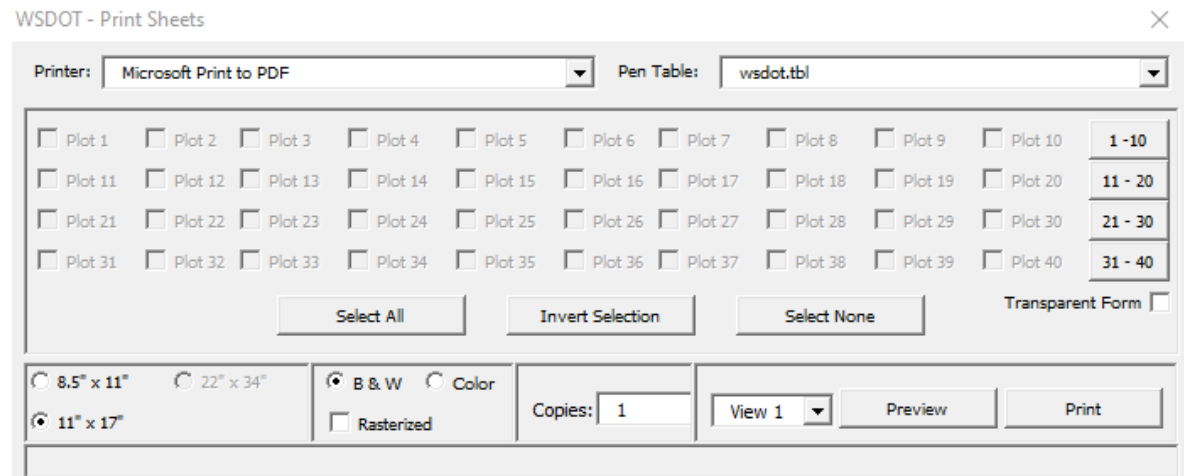 WSDOT - Print Sheets
Printer: Microsoft Print to PDF Pen Table: wsdot.tbl
Plot 1 Plot 2 Plot 3 Plot 4 Plot 5 Plot 6 Plot 7 Plot 8 Plot 9 Plot 10 1 -10
Plot 11 Plot 12 Plot 13 Plot 14 Plot 15 Plot 16 Plot 17 Plot 18 Plot 19 Plot 20 11 - 20
Plot 21 Plot 22 Plot 23 Plot 24 Plot 25 Plot 26 Plot 27 Plot 28 Plot 29 Plot 30 21 - 30
Plot 31 Plot 32 Plot 33 Plot 34 Plot 35 Plot 36 Plot 37 Plot 38 Plot 39 Plot 40 31 - 40
Select All Invert Selection Select None Transparent Form
8.5" x 11" 22" x 34" B & W Color
11" x 17" Rasterized Copies: 1 View 1 Preview Print